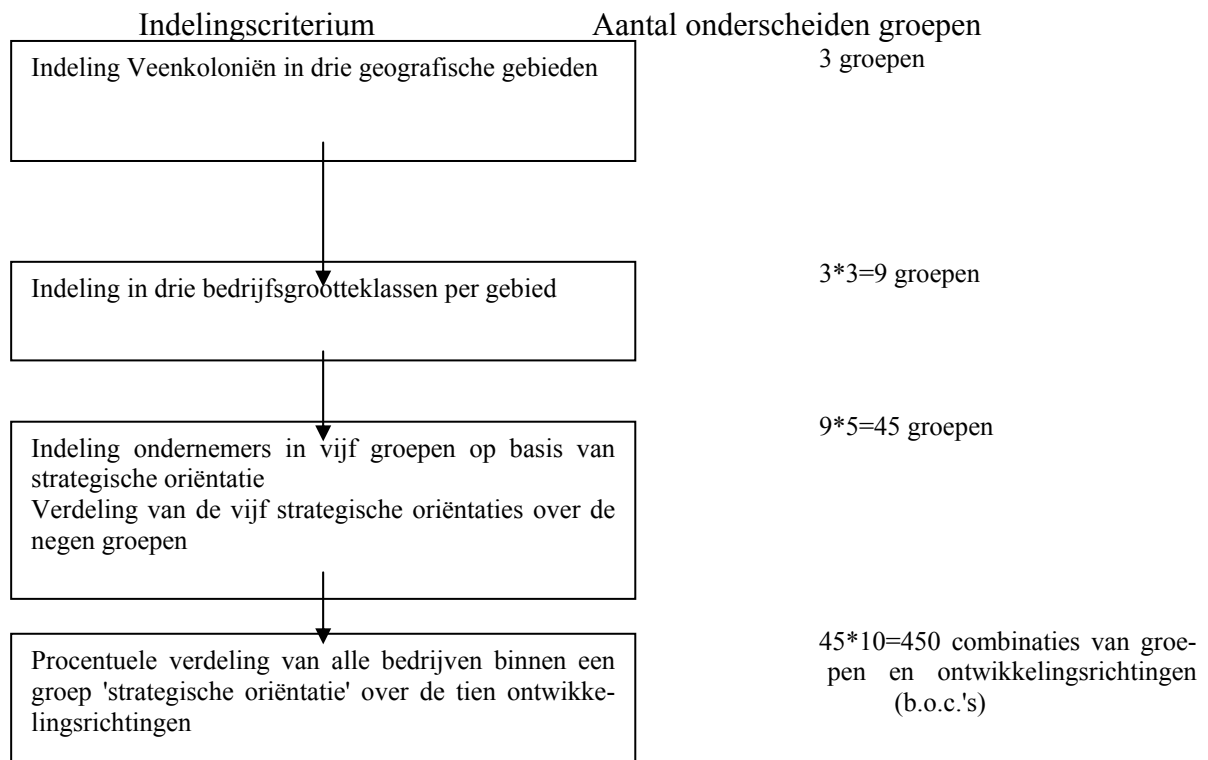 Indelingscriterium Aantal onderscheiden groepen
Indeling Veenkoloniën in drie geografische gebieden
3 groepen
Indeling in drie bedrijfsgrootteklassen per gebied
3*3=9 groepen
Indeling ondernemers in vijf groepen op basis van
strategische oriëntatie
Verdeling van de vijf strategische oriëntaties over de
negen groepen
9*5=45 groepen
Procentuele verdeling van alle bedrijven binnen een
groep 'strategische oriëntatie' over de tien ontwikke-
lingsrichtingen
45*10=450 combinaties van groe-
pen en ontwikkelingsrichtingen
(b.o.c.'s)